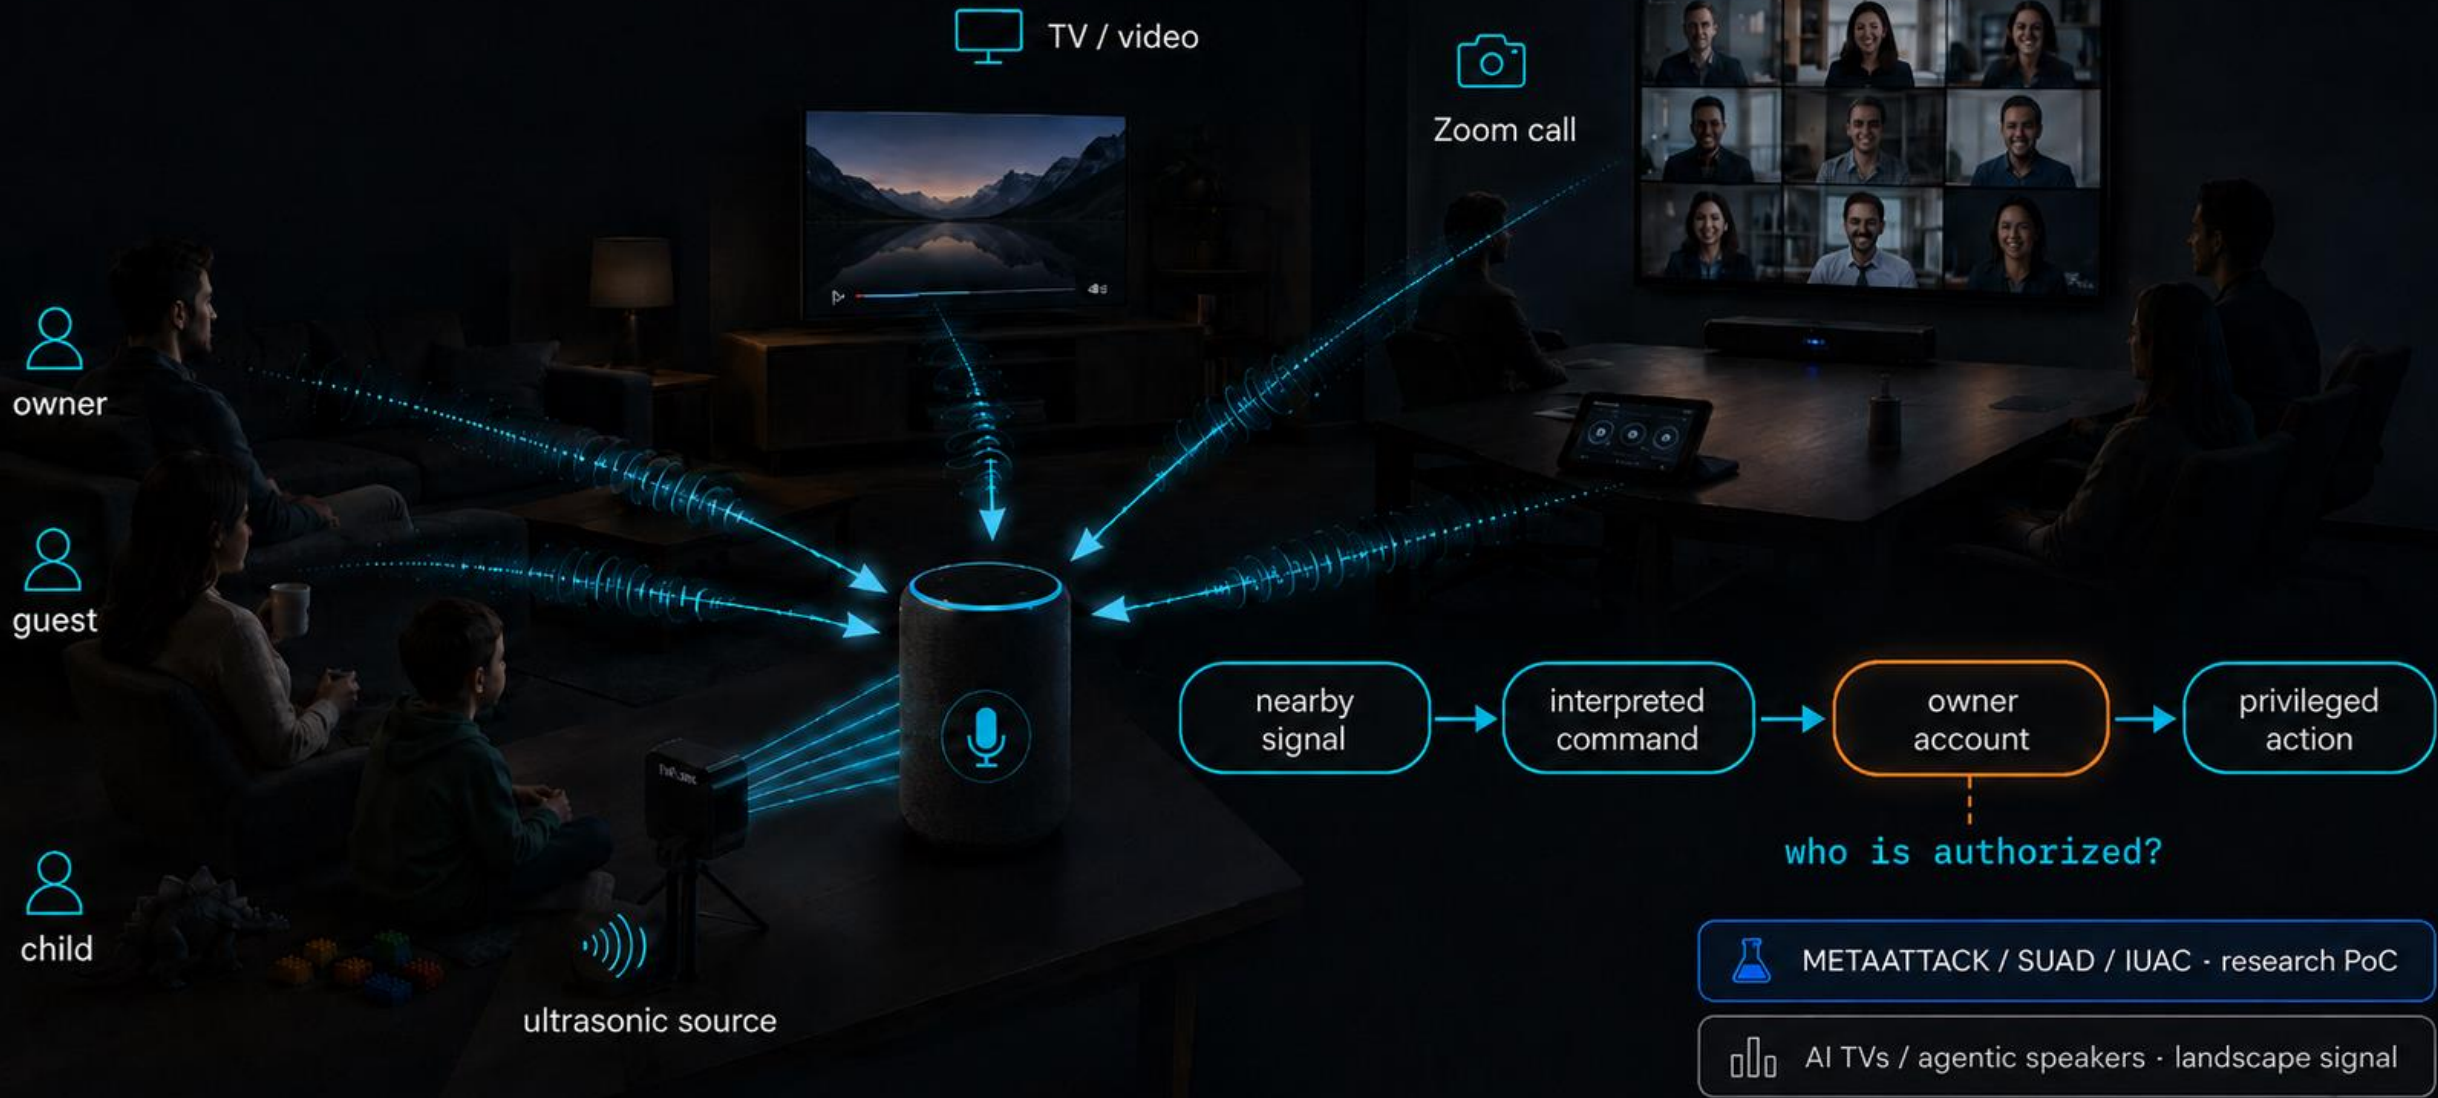 TV / video
Zoom call
owner
guest
child
ultrasonic source
nearby
signal
interpreted
command
owner
account
privileged
action
who is authorized?
METAATTACK / SUAD / IUAC · research PoC
AI TVs / agentic speakers · landscape signal